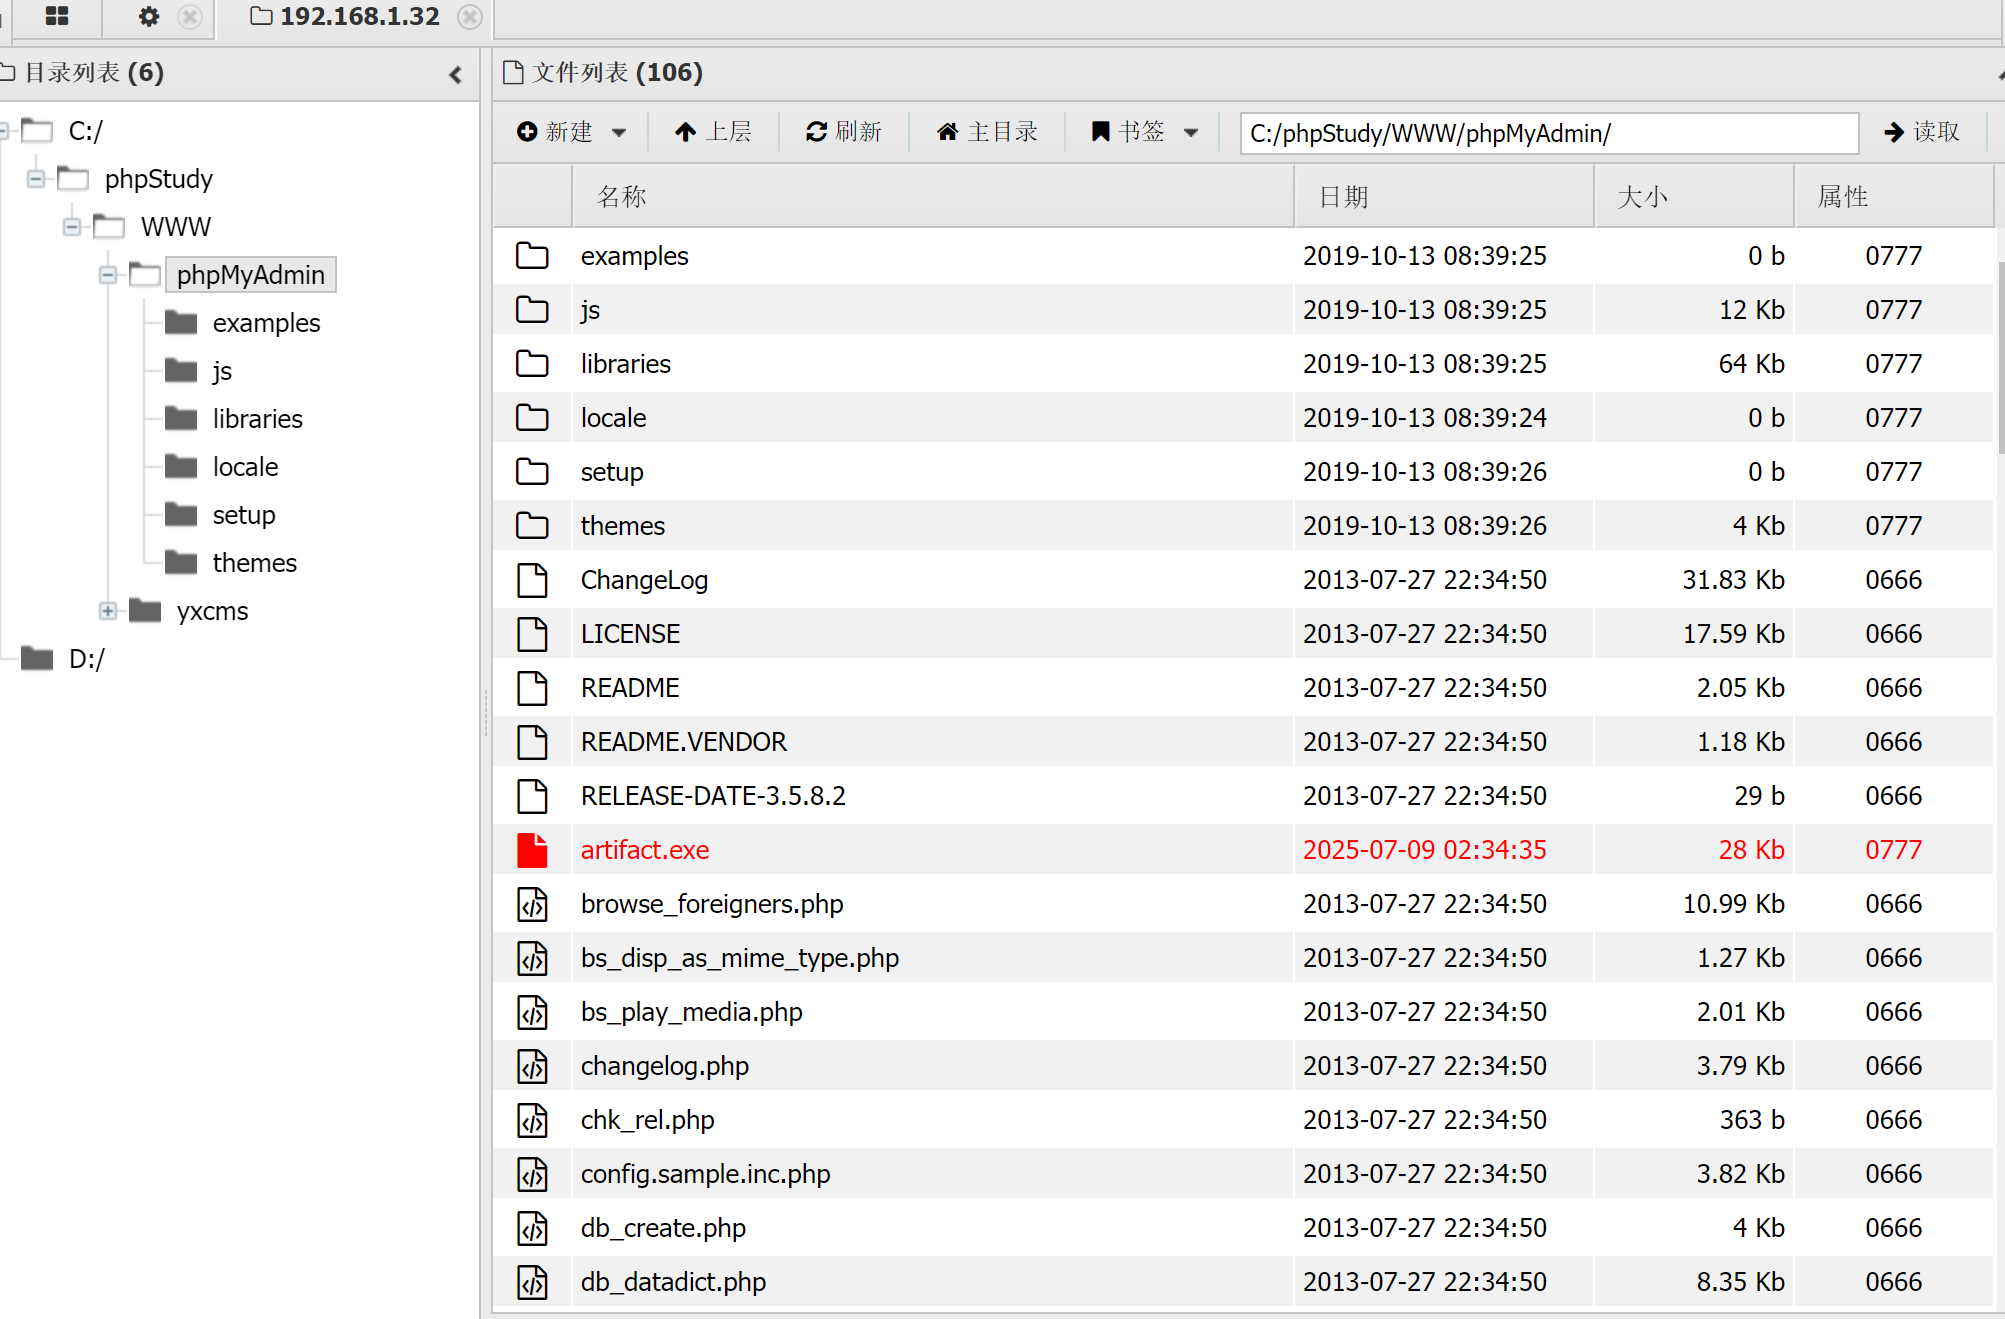 192.168.1.32
目录列表 (6)
C:/
phpStudy
WWW
phpMyAdmin
examples
js
libraries
locale
setup
themes
yxcms
D:/
文件列表 (106)
新建 上层 刷新 主目录 书签 C:/phpStudy/WWW/phpMyAdmin/ 读取
名称 日期 大小 属性
examples 2019-10-13 08:39:25 0 b 0777
js 2019-10-13 08:39:25 12 Kb 0777
libraries 2019-10-13 08:39:25 64 Kb 0777
locale 2019-10-13 08:39:24 0 b 0777
setup 2019-10-13 08:39:26 0 b 0777
themes 2019-10-13 08:39:26 4 Kb 0777
ChangeLog 2013-07-27 22:34:50 31.83 Kb 0666
LICENSE 2013-07-27 22:34:50 17.59 Kb 0666
README 2013-07-27 22:34:50 2.05 Kb 0666
README.VENDOR 2013-07-27 22:34:50 1.18 Kb 0666
RELEASE-DATE-3.5.8.2 2013-07-27 22:34:50 29 b 0666
artifact.exe 2025-07-09 02:34:35 28 Kb 0777
browse_foreigners.php 2013-07-27 22:34:50 10.99 Kb 0666
bs_disp_as_mime_type.php 2013-07-27 22:34:50 1.27 Kb 0666
bs_play_media.php 2013-07-27 22:34:50 2.01 Kb 0666
changelog.php 2013-07-27 22:34:50 3.79 Kb 0666
chk_rel.php 2013-07-27 22:34:50 363 b 0666
config.sample.inc.php 2013-07-27 22:34:50 3.82 Kb 0666
db_create.php 2013-07-27 22:34:50 4 Kb 0666
db_datadict.php 2013-07-27 22:34:50 8.35 Kb 0666